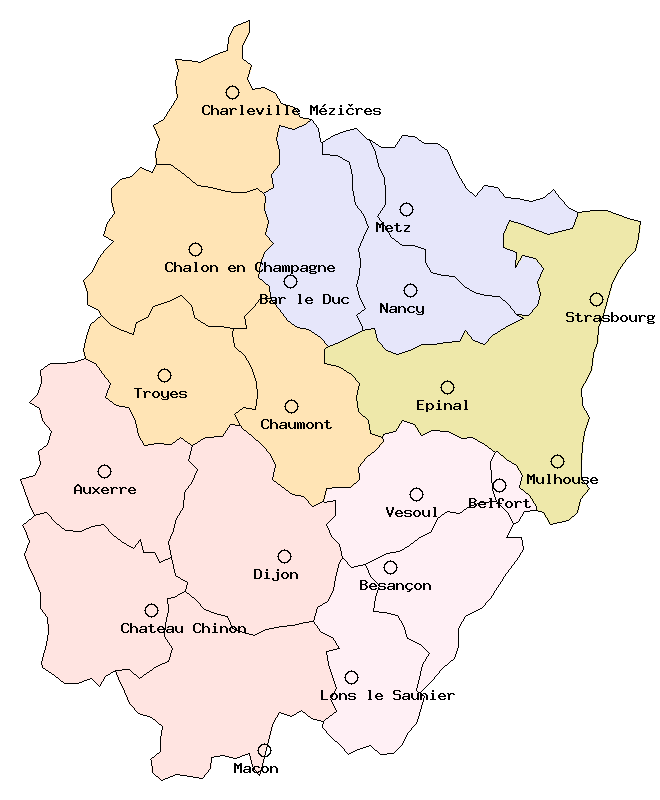 Charleville Mézičres
Metz
Chalon en Champagne
Bar le Duc
Nancy
Strasbourg
Troyes
Epinal
Chaumont
Auxerre
Mulhouse
Vesoul
Belfort
Dijon
Besançon
Chateau Chinon
Lons le Saunier
Maçon